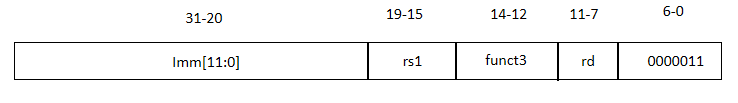 31-20 19-15 14-12 11-7 6-0
Imm[11:0] rs1 funct3 rd 0000011